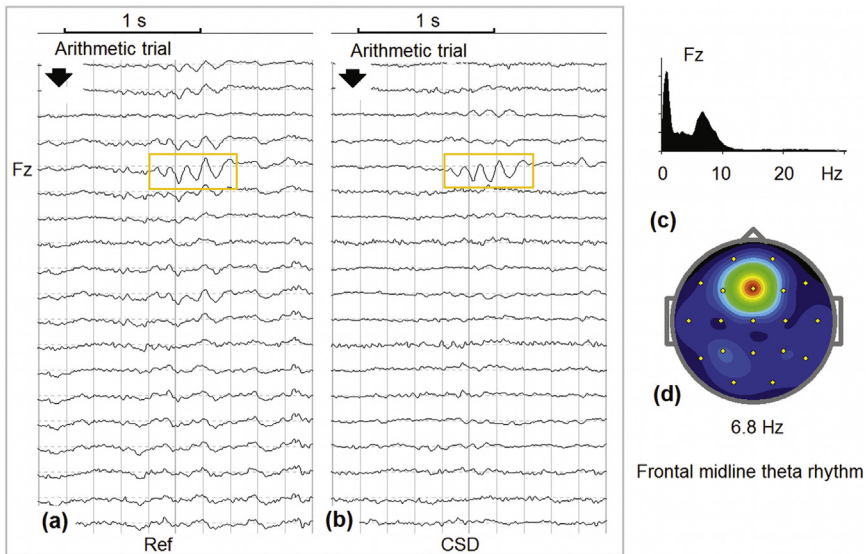 1 s
1 s
Arithmetic trial
Arithmetic trial
Fz
(a)
(b)
Ref
CSD
Fz
0
10
20
Hz
(c)
(d)
6.8 Hz
Frontal midline theta rhythm